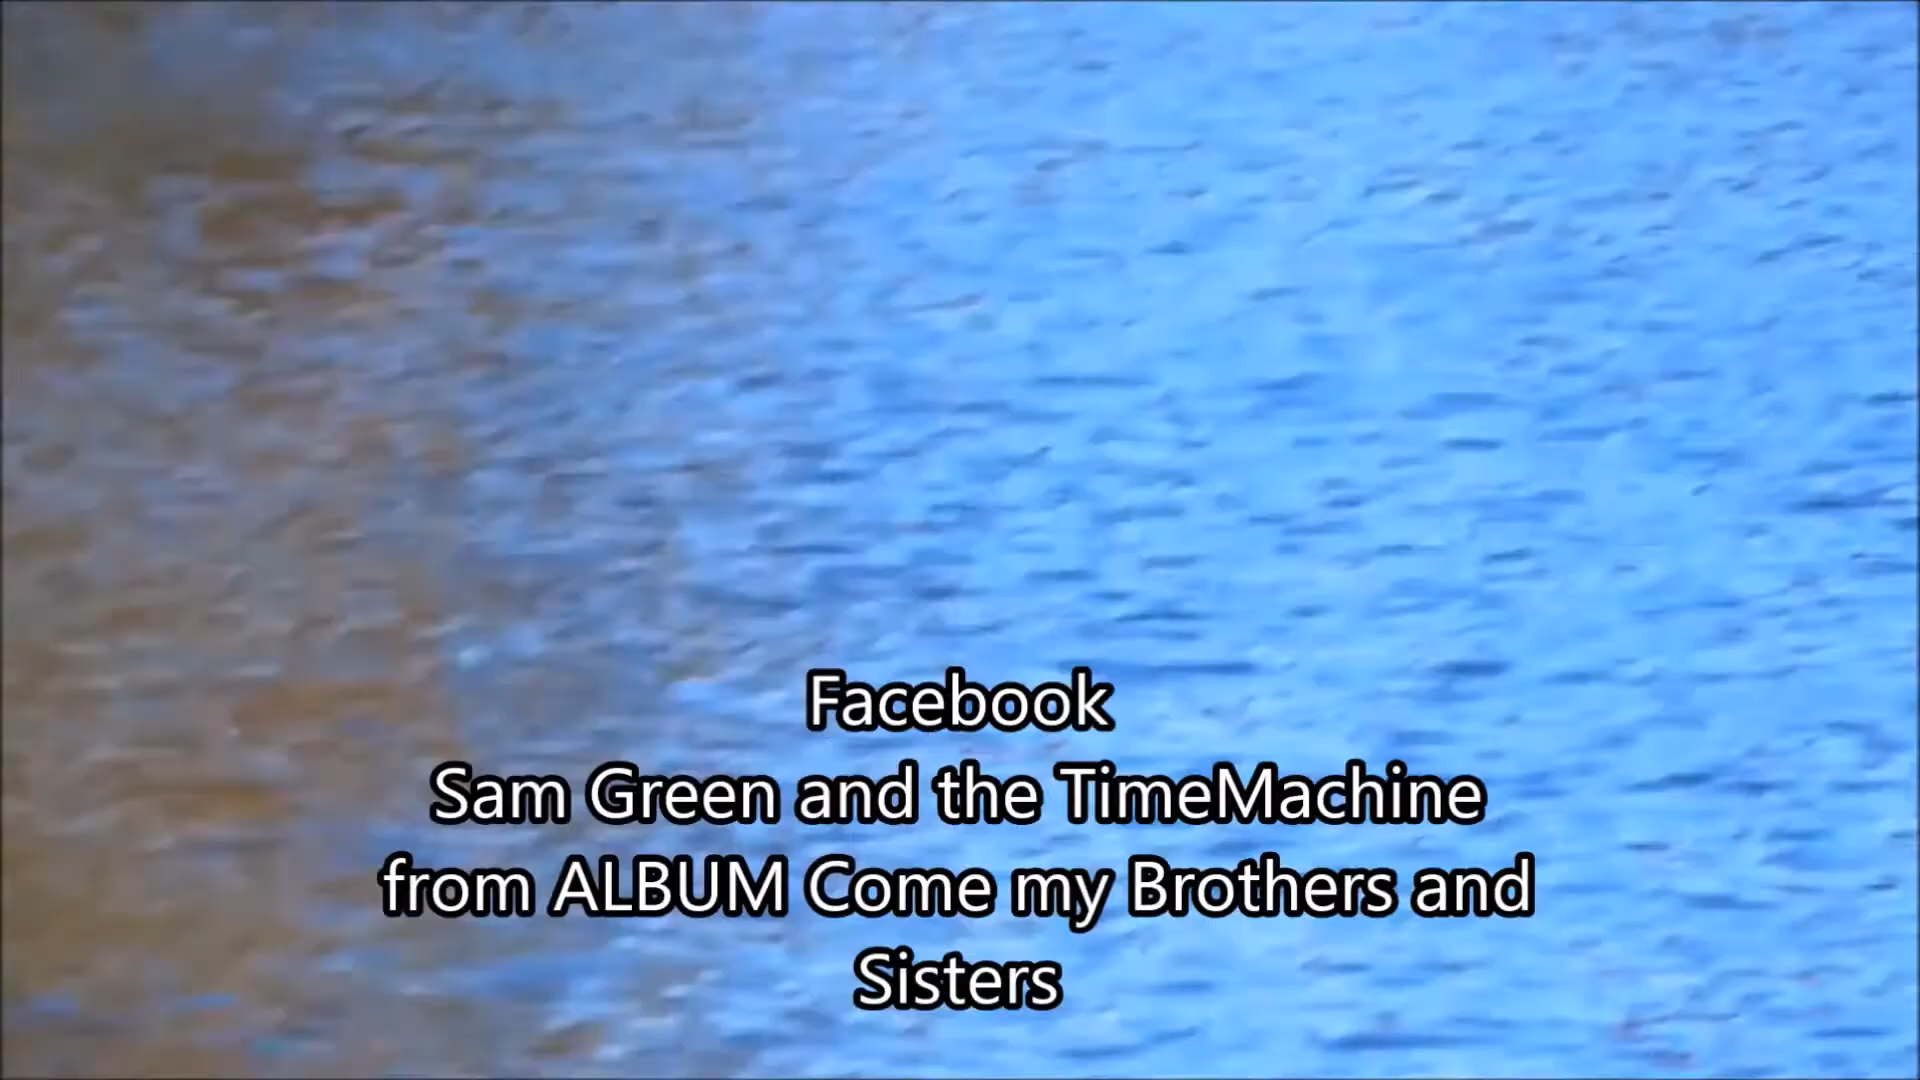 Facebook
Sam Green and the TimeMachine
from ALBUM Come my Brothers and
Sisters